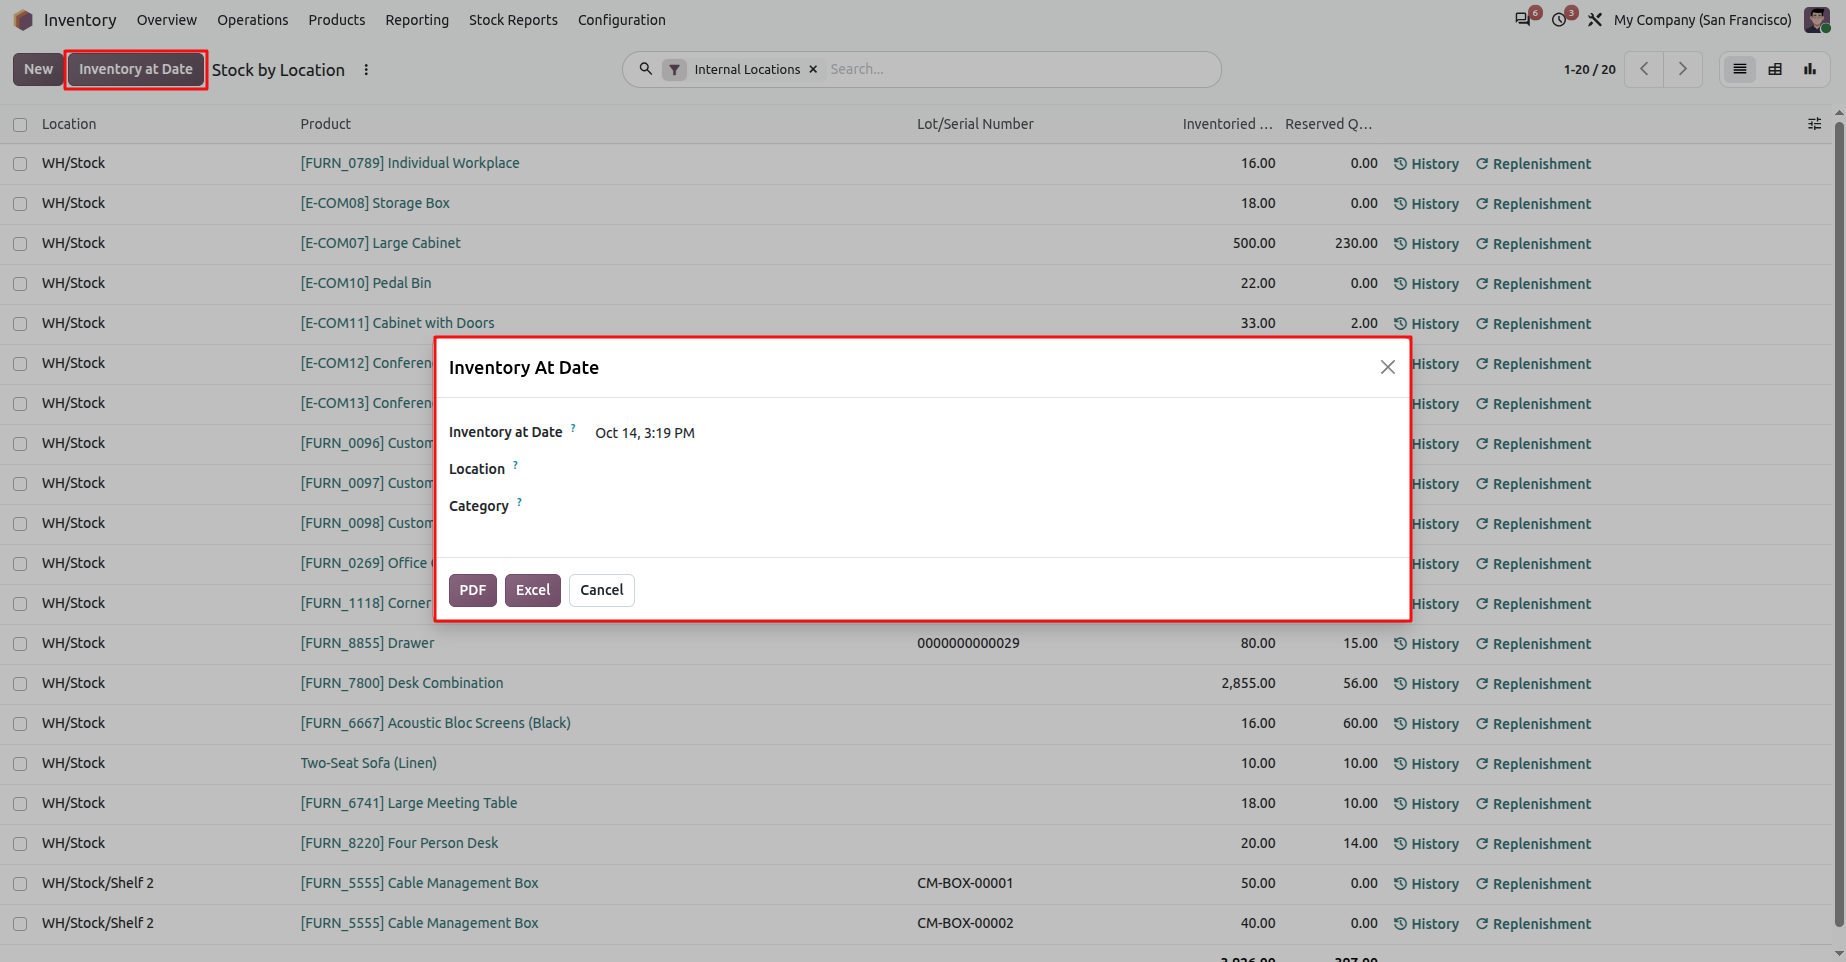 Inventory Overview Operations Products Reporting Stock Reports Configuration 6 3 My Company (San Francisco)
New Inventory at Date Stock by Location Internal Locations × Search... 1-20 / 20
Location Product Lot/Serial Number Inventoried ... Reserved Q...
WH/Stock [FURN_0789] Individual Workplace 16.00 0.00 History Replenishment
WH/Stock [E-COM08] Storage Box 18.00 0.00 History Replenishment
WH/Stock [E-COM07] Large Cabinet 500.00 230.00 History Replenishment
WH/Stock [E-COM10] Pedal Bin 22.00 0.00 History Replenishment
WH/Stock [E-COM11] Cabinet with Doors 33.00 2.00 History Replenishment
WH/Stock [E-COM12] Conferen History Replenishment
WH/Stock [E-COM13] Conferen History Replenishment
WH/Stock [FURN_0096] Custom History Replenishment
WH/Stock [FURN_0097] Custom History Replenishment
WH/Stock [FURN_0098] Custom History Replenishment
WH/Stock [FURN_0269] Office History Replenishment
WH/Stock [FURN_1118] Corner History Replenishment
Inventory At Date
Inventory at Date ? Oct 14, 3:19 PM
Location ?
Category ?
PDF Excel Cancel
WH/Stock [FURN_8855] Drawer 0000000000029 80.00 15.00 History Replenishment
WH/Stock [FURN_7800] Desk Combination 2,855.00 56.00 History Replenishment
WH/Stock [FURN_6667] Acoustic Bloc Screens (Black) 16.00 60.00 History Replenishment
WH/Stock Two-Seat Sofa (Linen) 10.00 10.00 History Replenishment
WH/Stock [FURN_6741] Large Meeting Table 18.00 10.00 History Replenishment
WH/Stock [FURN_8220] Four Person Desk 20.00 14.00 History Replenishment
WH/Stock/Shelf 2 [FURN_5555] Cable Management Box CM-BOX-00001 50.00 0.00 History Replenishment
WH/Stock/Shelf 2 [FURN_5555] Cable Management Box CM-BOX-00002 40.00 0.00 History Replenishment